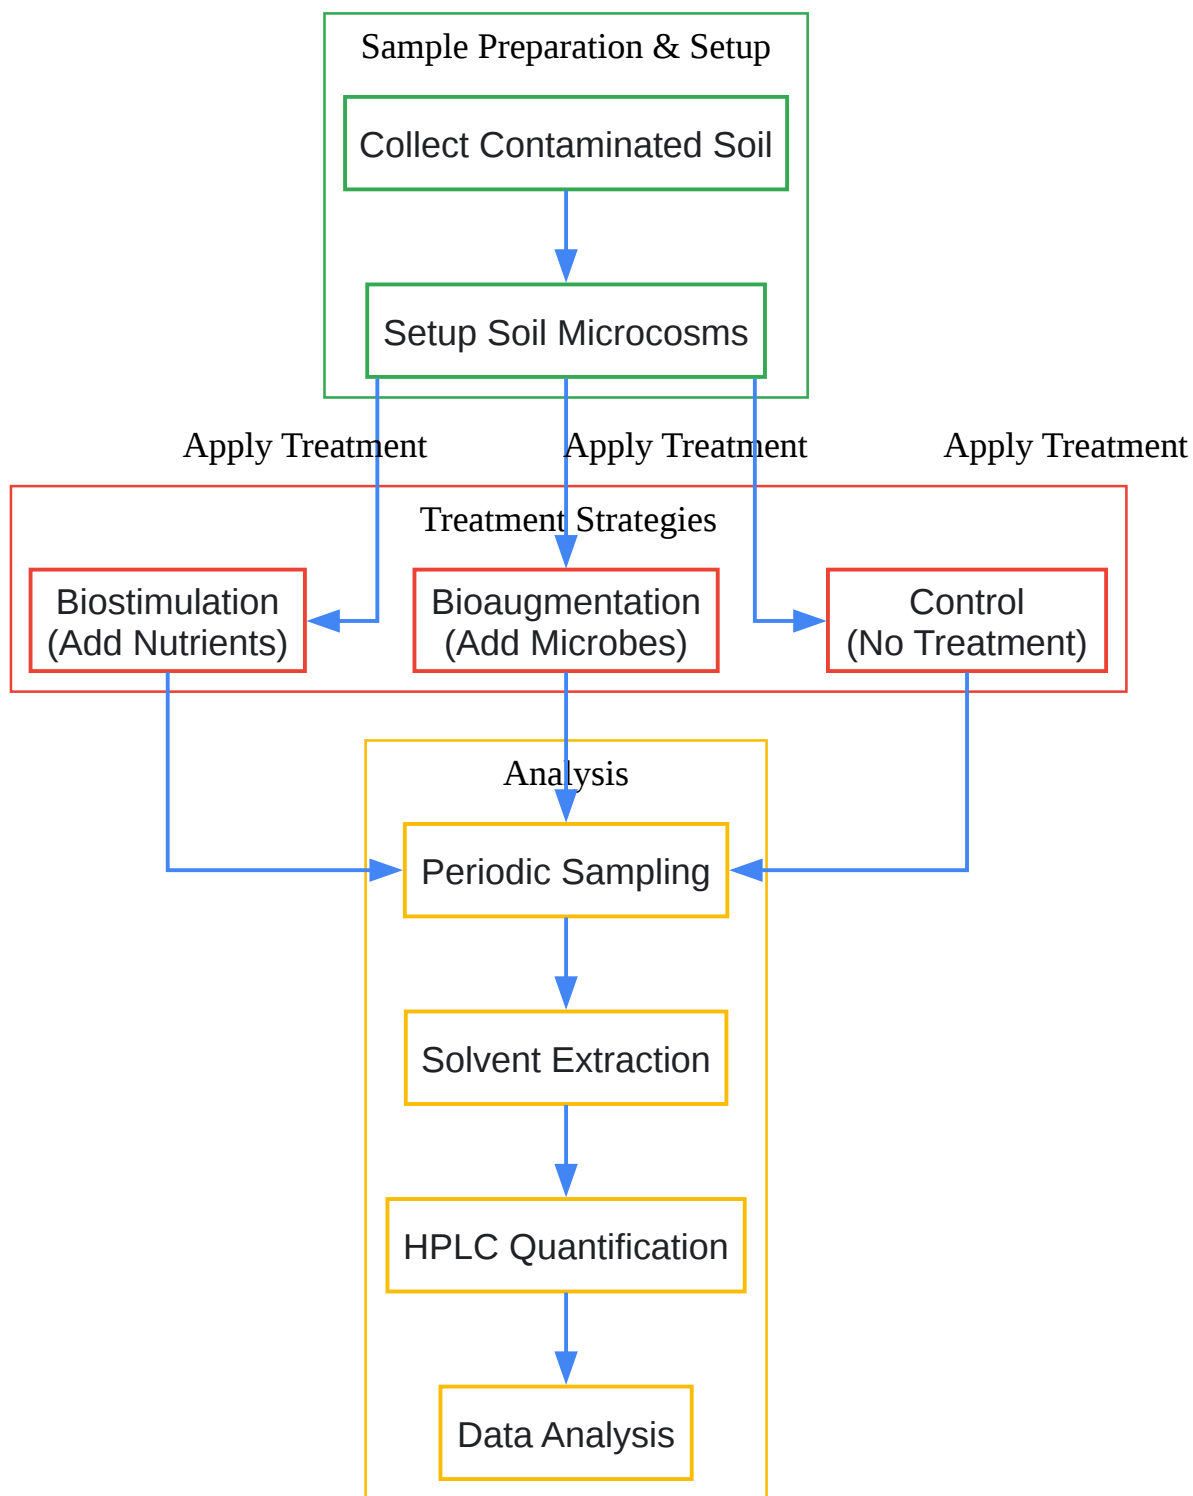 Sample Preparation & Setup
Collect Contaminated Soil
Setup Soil Microcosms
Apply Treatment
Apply Treatment
Apply Treatment
Treatment Strategies
Biostimulation
(Add Nutrients)
Bioaugmentation
(Add Microbes)
Control
(No Treatment)
Analysis
Periodic Sampling
Solvent Extraction
HPLC Quantification
Data Analysis